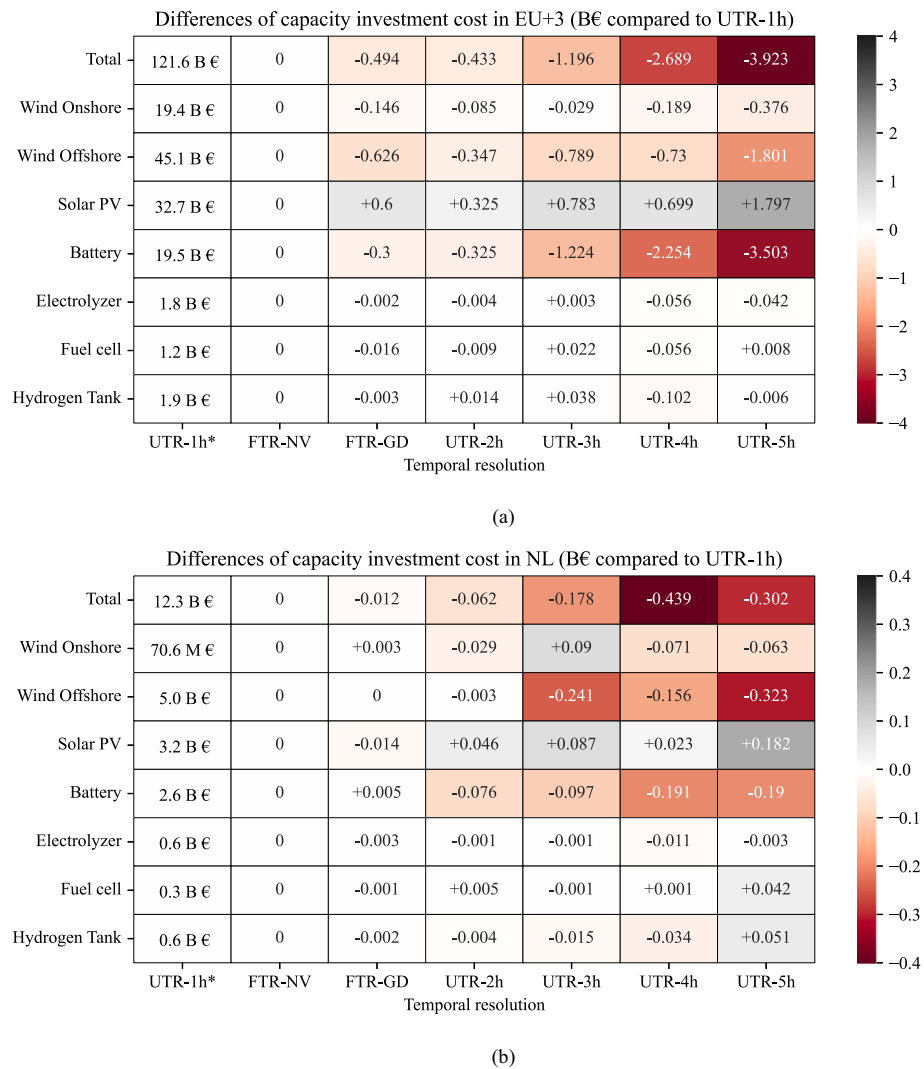 Differences of capacity investment cost in EU+3 (B€ compared to UTR-1h)
Total 121.6 B € 0 -0.494 -0.433 -1.196 -2.689 -3.923
Wind Onshore 19.4 B € 0 -0.146 -0.085 -0.029 -0.189 -0.376
Wind Offshore 45.1 B € 0 -0.626 -0.347 -0.789 -0.73 -1.801
Solar PV 32.7 B € 0 +0.6 +0.325 +0.783 +0.699 +1.797
Battery 19.5 B € 0 -0.3 -0.325 -1.224 -2.254 -3.503
Electrolyzer 1.8 B € 0 -0.002 -0.004 +0.003 -0.056 -0.042
Fuel cell 1.2 B € 0 -0.016 -0.009 +0.022 -0.056 +0.008
Hydrogen Tank 1.9 B € 0 -0.003 +0.014 +0.038 -0.102 -0.006
UTR-1h* FTR-NV FTR-GD UTR-2h UTR-3h UTR-4h UTR-5h
Temporal resolution
4
3
2
1
0
−1
−2
−3
−4
(a)
Differences of capacity investment cost in NL (B€ compared to UTR-1h)
Total 12.3 B € 0 -0.012 -0.062 -0.178 -0.439 -0.302
Wind Onshore 70.6 M € 0 +0.003 -0.029 +0.09 -0.071 -0.063
Wind Offshore 5.0 B € 0 0 -0.003 -0.241 -0.156 -0.323
Solar PV 3.2 B € 0 -0.014 +0.046 +0.087 +0.023 +0.182
Battery 2.6 B € 0 +0.005 -0.076 -0.097 -0.191 -0.19
Electrolyzer 0.6 B € 0 -0.003 -0.001 -0.001 -0.011 -0.003
Fuel cell 0.3 B € 0 -0.001 +0.005 -0.001 +0.001 +0.042
Hydrogen Tank 0.6 B € 0 -0.002 -0.004 -0.015 -0.034 +0.051
UTR-1h* FTR-NV FTR-GD UTR-2h UTR-3h UTR-4h UTR-5h
Temporal resolution
0.4
0.3
0.2
0.1
0.0
−0.1
−0.2
−0.3
−0.4
(b)